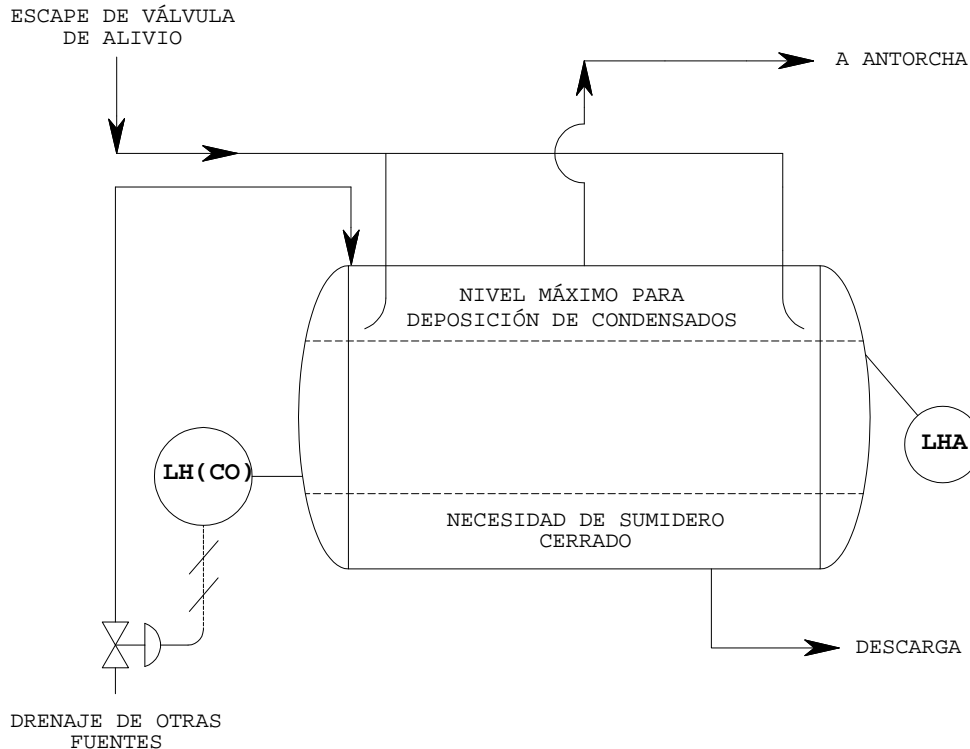 ESCAPE DE VÁLVULA
DE ALIVIO
A ANTORCHA
NIVEL MÁXIMO PARA
DEPOSICIÓN DE CONDENSADOS
LHA
LH(CO)
NECESIDAD DE SUMIDERO
CERRADO
DESCARGA
DRENAJE DE OTRAS
FUENTES